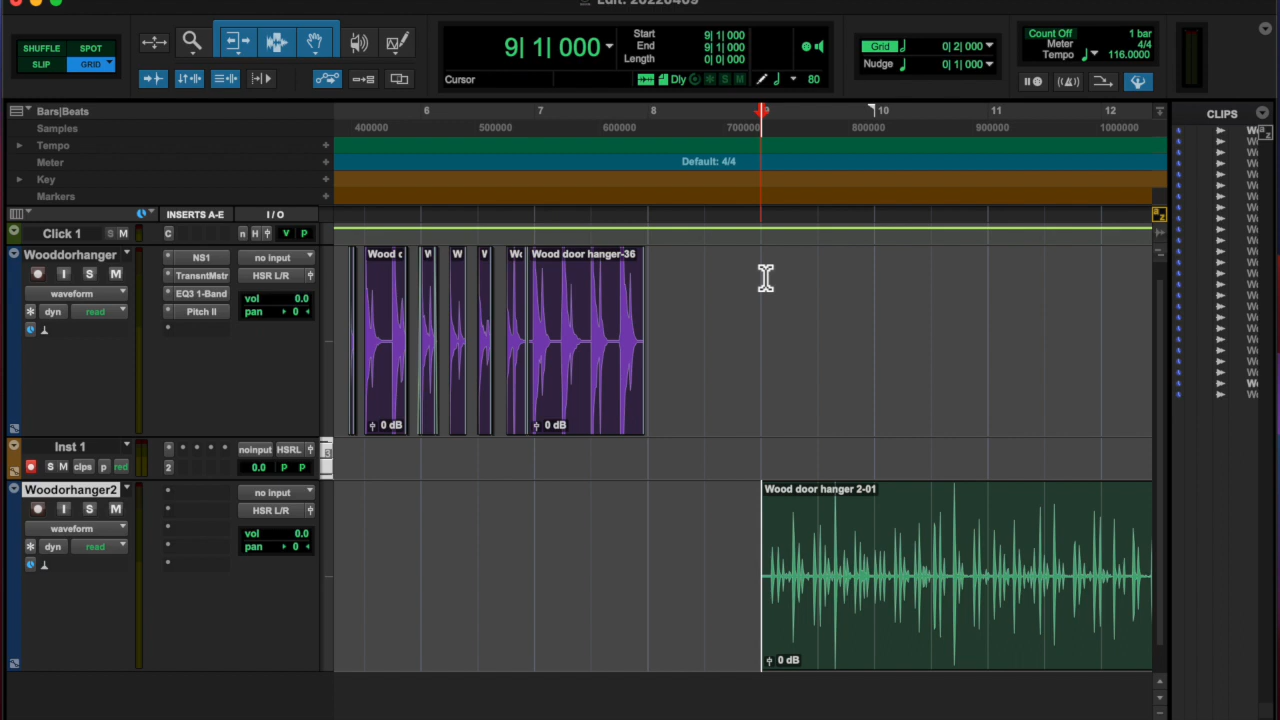 Edit: 20220409
SHUFFLE SPOT
SLIP GRID
9| 1| 000
Start 9| 1| 000
End 9| 1| 000
Length 0| 0| 000
Cursor Dly S M 80
Grid 0| 2| 000
Nudge 0| 1| 000
Count Off 1 bar
Meter 4/4
Tempo 116.0000
Bars|Beats 6 7 8 9 10 11 12
CLIPS
Samples 400000 500000 600000 700000 800000 900000 1000000
Tempo
Meter Default: 4/4
Key
Markers
INSERTS A-E I / O
Click 1 S M C n H V P
Wooddorhanger NS1 no input
Wood d W W V Wo Wood door hanger-36
I S M TransntMstr HSR L/R
waveform EQ3 1-Band vol 0.0
dyn read Pitch II pan 0
0 dB 0 dB
Inst 1 noinput HSRL
S M clps p red 2 0.0 P P
Woodorhanger2 no input
Wood door hanger 2-01
I S M HSR L/R
waveform vol 0.0
dyn read pan 0
0 dB